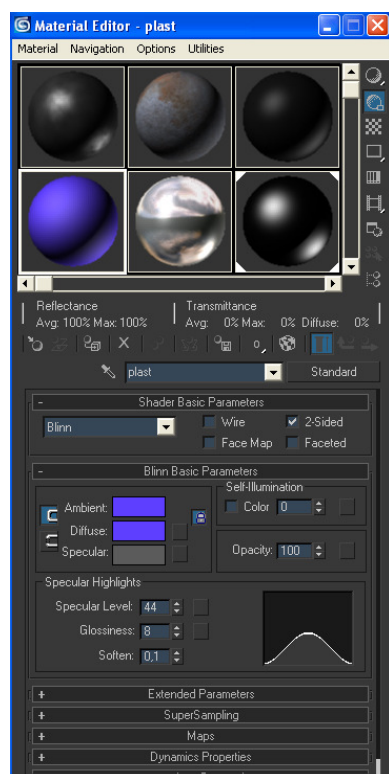 Material Editor - plast
Material Navigation Options Utilities
Reflectance Transmittance
Avg: 100% Max: 100% Avg: 0% Max: 0% Diffuse: 0%
plast Standard
Shader Basic Parameters
Blinn Wire 2-Sided
Face Map Faceted
Blinn Basic Parameters
Self-Illumination
Ambient: Color 0
Diffuse:
Specular: Opacity: 100
Specular Highlights
Specular Level: 44
Glossiness: 8
Soften: 0,1
Extended Parameters
SuperSampling
Maps
Dynamics Properties